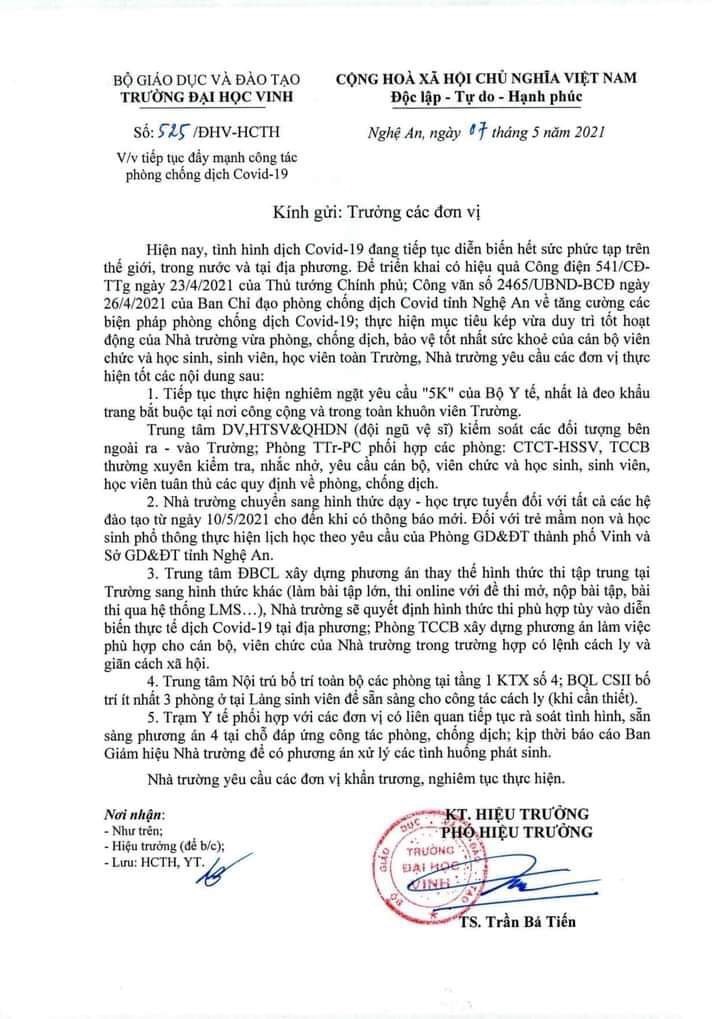 BỘ GIÁO DỤC VÀ ĐÀO TẠO
TRƯỜNG ĐẠI HỌC VINH
CỘNG HOÀ XÃ HỘI CHỦ NGHĨA VIỆT NAM
Độc lập - Tự do - Hạnh phúc
Số: 525 /ĐHV-HCTH
Nghệ An, ngày 07 tháng 5 năm 2021
V/v tiếp tục đẩy mạnh công tác
phòng chống dịch Covid-19
Kính gửi: Trưởng các đơn vị
Hiện nay, tình hình dịch Covid-19 đang tiếp tục diễn biến hết sức phức tạp trên
thế giới, trong nước và tại địa phương. Để triển khai có hiệu quả Công điện 541/CĐ-
TTg ngày 23/4/2021 của Thủ tướng Chính phủ; Công văn số 2465/UBND-BCĐ ngày
26/4/2021 của Ban Chỉ đạo phòng chống dịch Covid tỉnh Nghệ An về tăng cường các
biện pháp phòng chống dịch Covid-19; thực hiện mục tiêu kép vừa duy trì tốt hoạt
động của Nhà trường vừa phòng, chống dịch, bảo vệ tốt nhất sức khoẻ của cán bộ viên
chức và học sinh, sinh viên, học viên toàn Trường, Nhà trường yêu cầu các đơn vị thực
hiện tốt các nội dung sau:
1. Tiếp tục thực hiện nghiêm ngặt yêu cầu "5K" của Bộ Y tế, nhất là đeo khẩu
trang bắt buộc tại nơi công cộng và trong toàn khuôn viên Trường.
Trung tâm DV,HTSV&QHDN (đội ngũ vệ sĩ) kiểm soát các đối tượng bên
ngoài ra - vào Trường; Phòng TTr-PC phối hợp các phòng: CTCT-HSSV, TCCB
thường xuyên kiểm tra, nhắc nhở, yêu cầu cán bộ, viên chức và học sinh, sinh viên,
học viên tuân thủ các quy định về phòng, chống dịch.
2. Nhà trường chuyển sang hình thức dạy - học trực tuyến đối với tất cả các hệ
đào tạo từ ngày 10/5/2021 cho đến khi có thông báo mới. Đối với trẻ mầm non và học
sinh phổ thông thực hiện lịch học theo yêu cầu của Phòng GD&ĐT thành phố Vinh và
Sở GD&ĐT tỉnh Nghệ An.
3. Trung tâm ĐBCL xây dựng phương án thay thế hình thức thi tập trung tại
Trường sang hình thức khác (làm bài tập lớn, thi online với đề thi mở, nộp bài tập, bài
thi qua hệ thống LMS…), Nhà trường sẽ quyết định hình thức thi phù hợp tùy vào diễn
biến thực tế dịch Covid-19 tại địa phương; Phòng TCCB xây dựng phương án làm việc
phù hợp cho cán bộ, viên chức của Nhà trường trong trường hợp có lệnh cách ly và
giãn cách xã hội.
4. Trung tâm Nội trú bố trí toàn bộ các phòng tại tầng 1 KTX số 4; BQL CSII bố
trí ít nhất 3 phòng ở tại Làng sinh viên để sẵn sàng cho công tác cách ly (khi cần thiết).
5. Trạm Y tế phối hợp với các đơn vị có liên quan tiếp tục rà soát tình hình, sẵn
sàng phương án 4 tại chỗ đáp ứng công tác phòng, chống dịch; kịp thời báo cáo Ban
Giám hiệu Nhà trường để có phương án xử lý các tình huống phát sinh.
Nhà trường yêu cầu các đơn vị khẩn trương, nghiêm túc thực hiện.
Nơi nhận:
- Như trên;
- Hiệu trưởng (để b/c);
- Lưu: HCTH, YT.
KT. HIỆU TRƯỞNG
PHÓ HIỆU TRƯỞNG
BỘ GIÁO DỤC VÀ ĐÀO TẠO
TRƯỜNG
ĐẠI HỌC
VINH
TS. Trần Bá Tiến